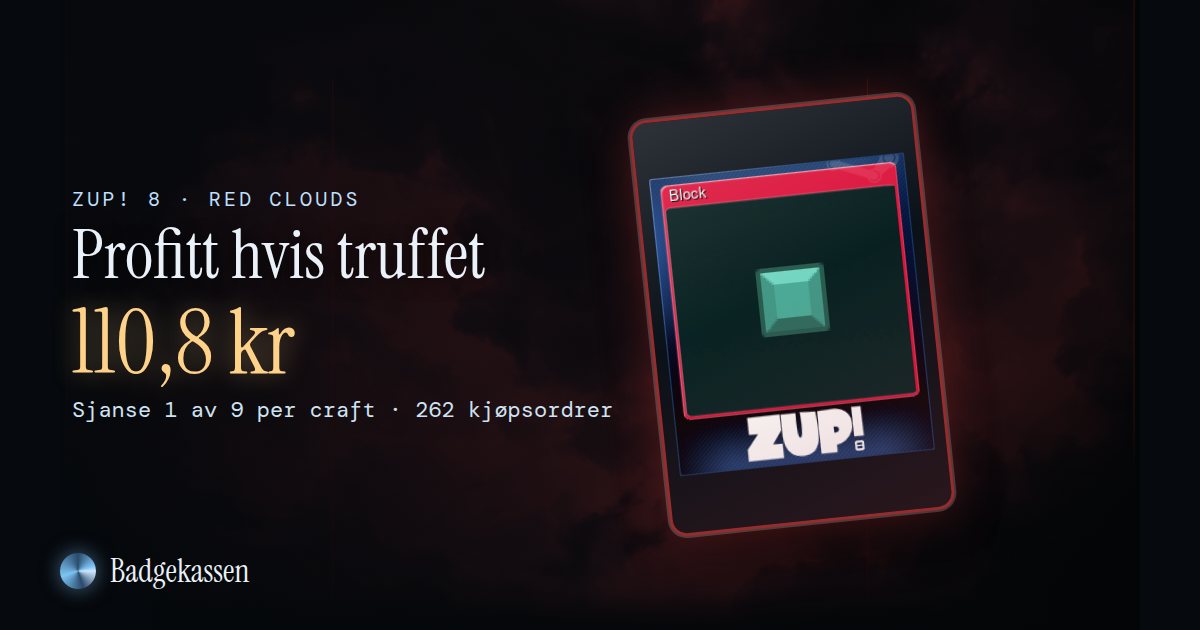 ZUP! 8 · RED CLOUDS
Profitt hvis truffet
110,8 kr
Sjanse 1 av 9 per craft · 262 kjøpsordrer
Badgekassen
Block
ZUP!
8